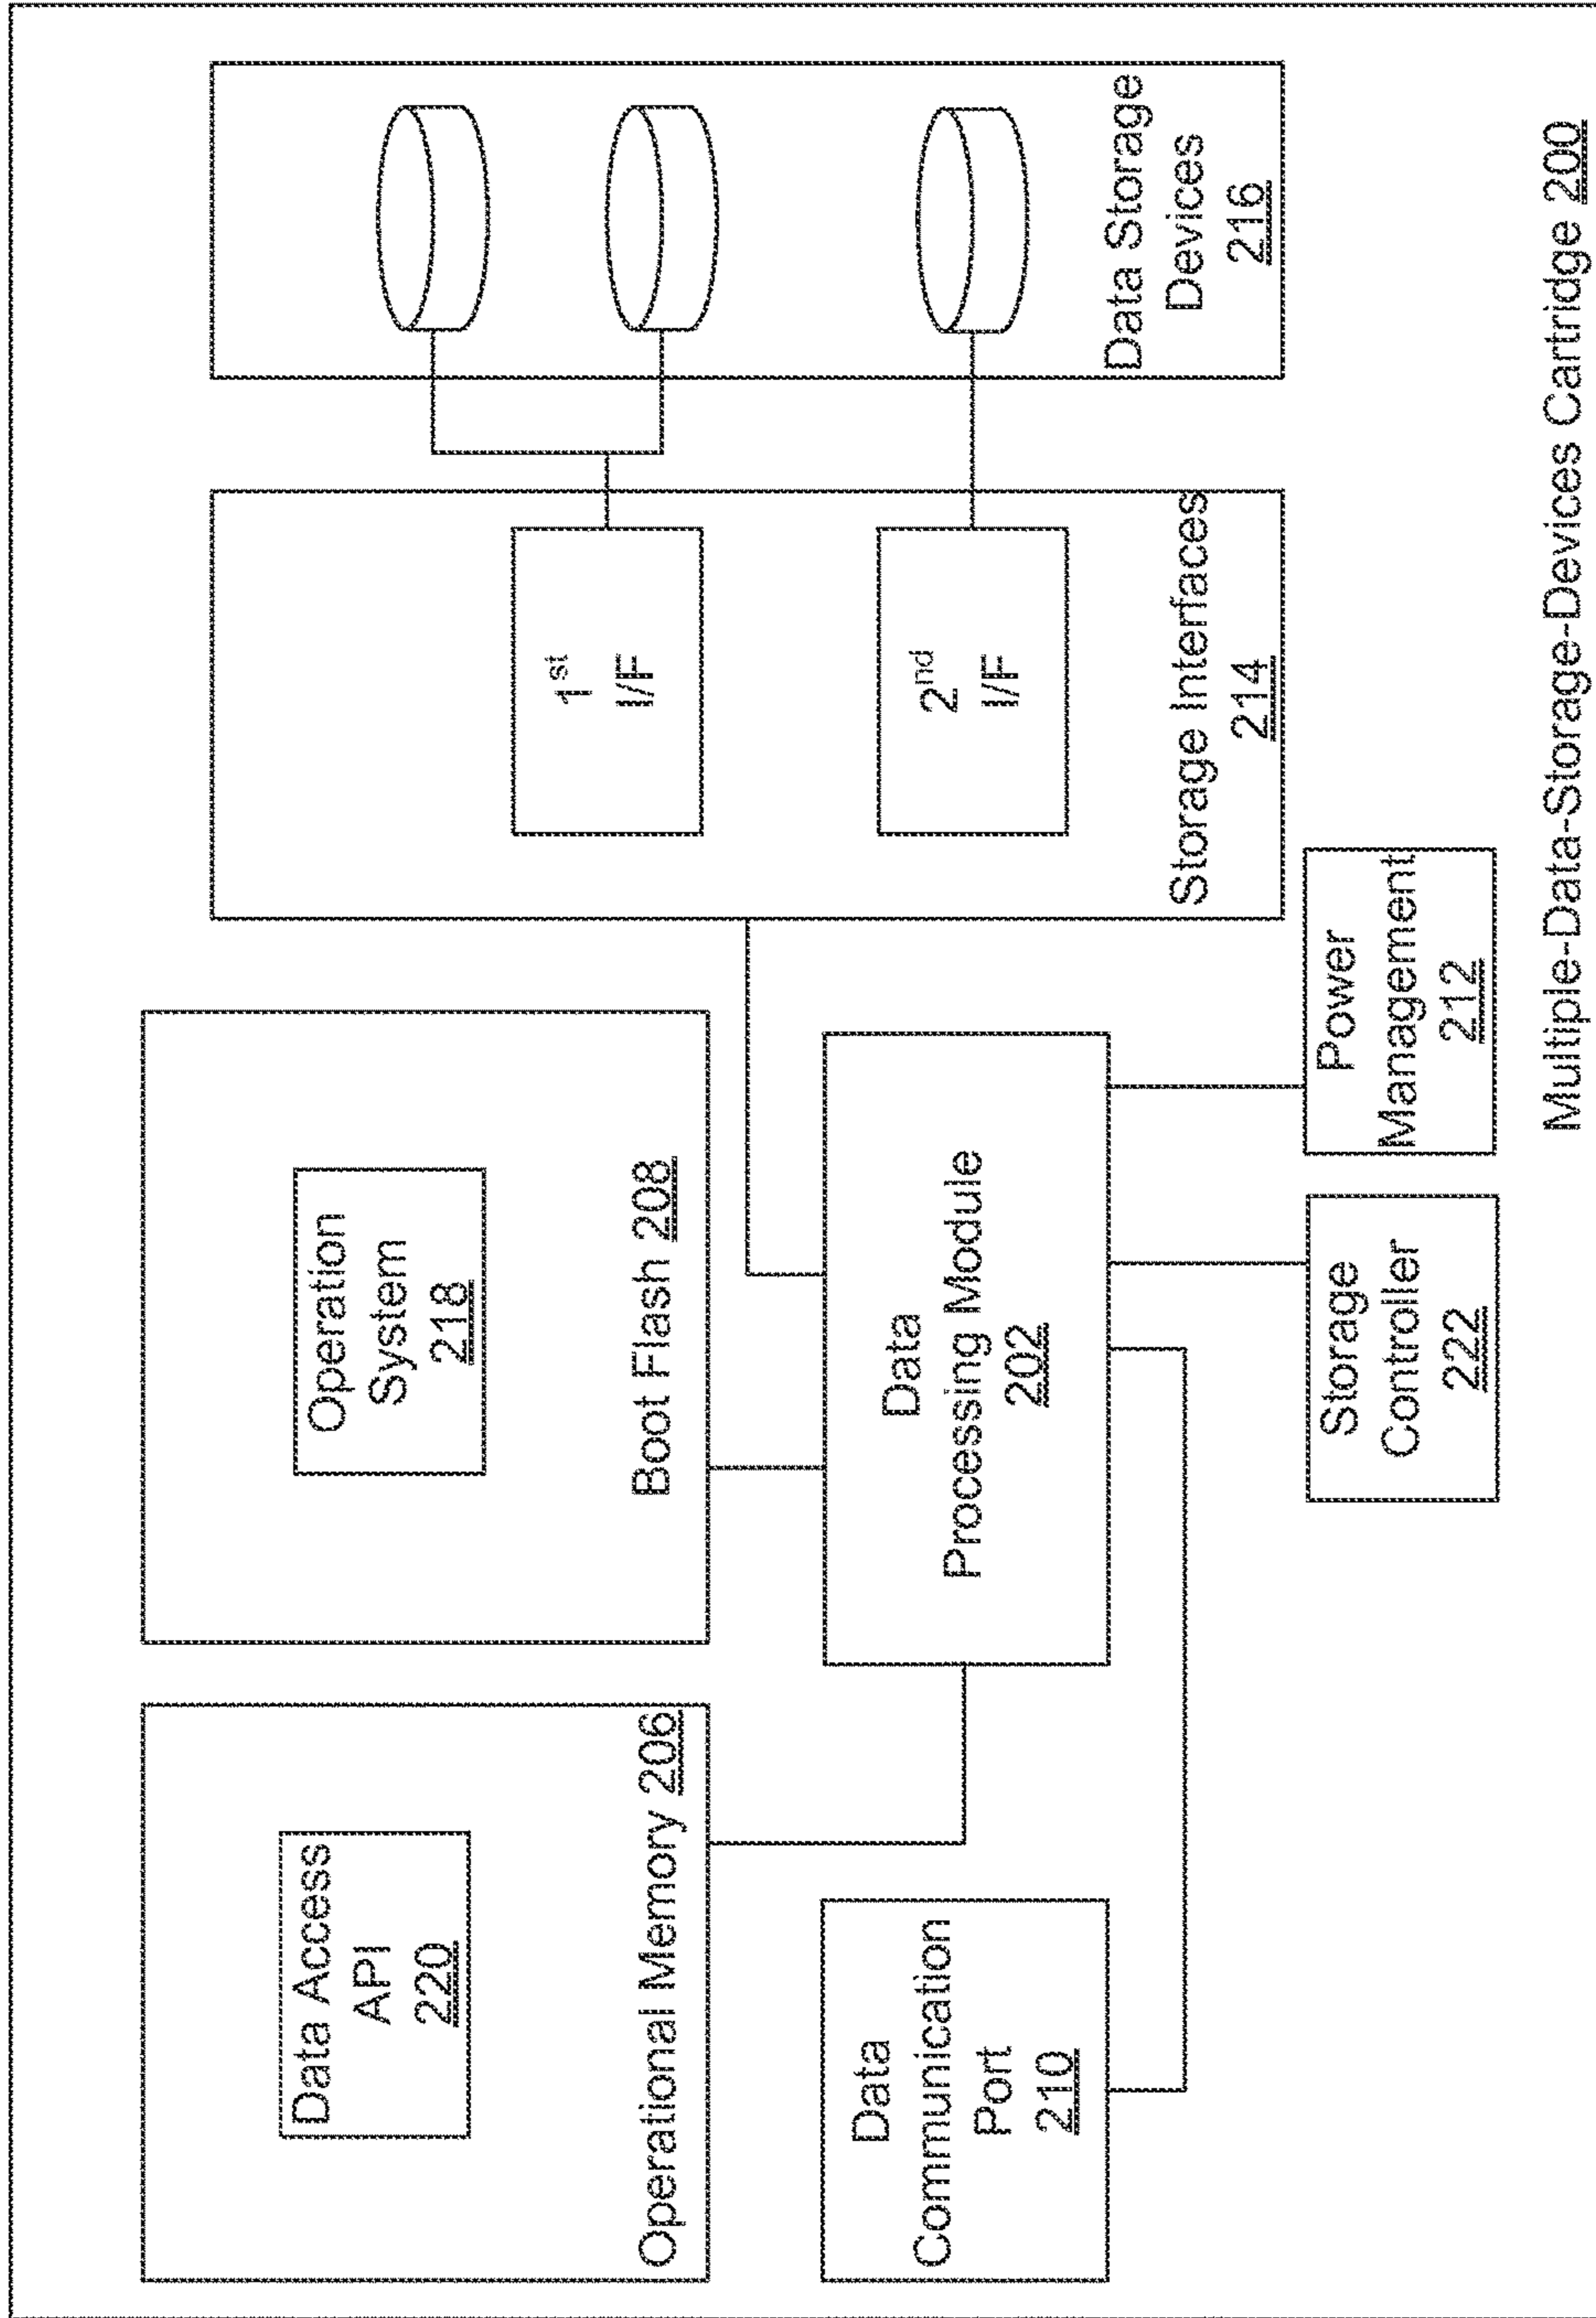 Data Access
API
220
Operational Memory 206
Operation
System
218
Boot Flash 208
Data
Communication
Port
210
Data
Processing Module
202
Storage
Controller
222
Power
Management
212
1st
I/F
2nd
I/F
Storage Interfaces
214
Data Storage
Devices
216
Multiple-Data-Storage-Devices Cartridge 200